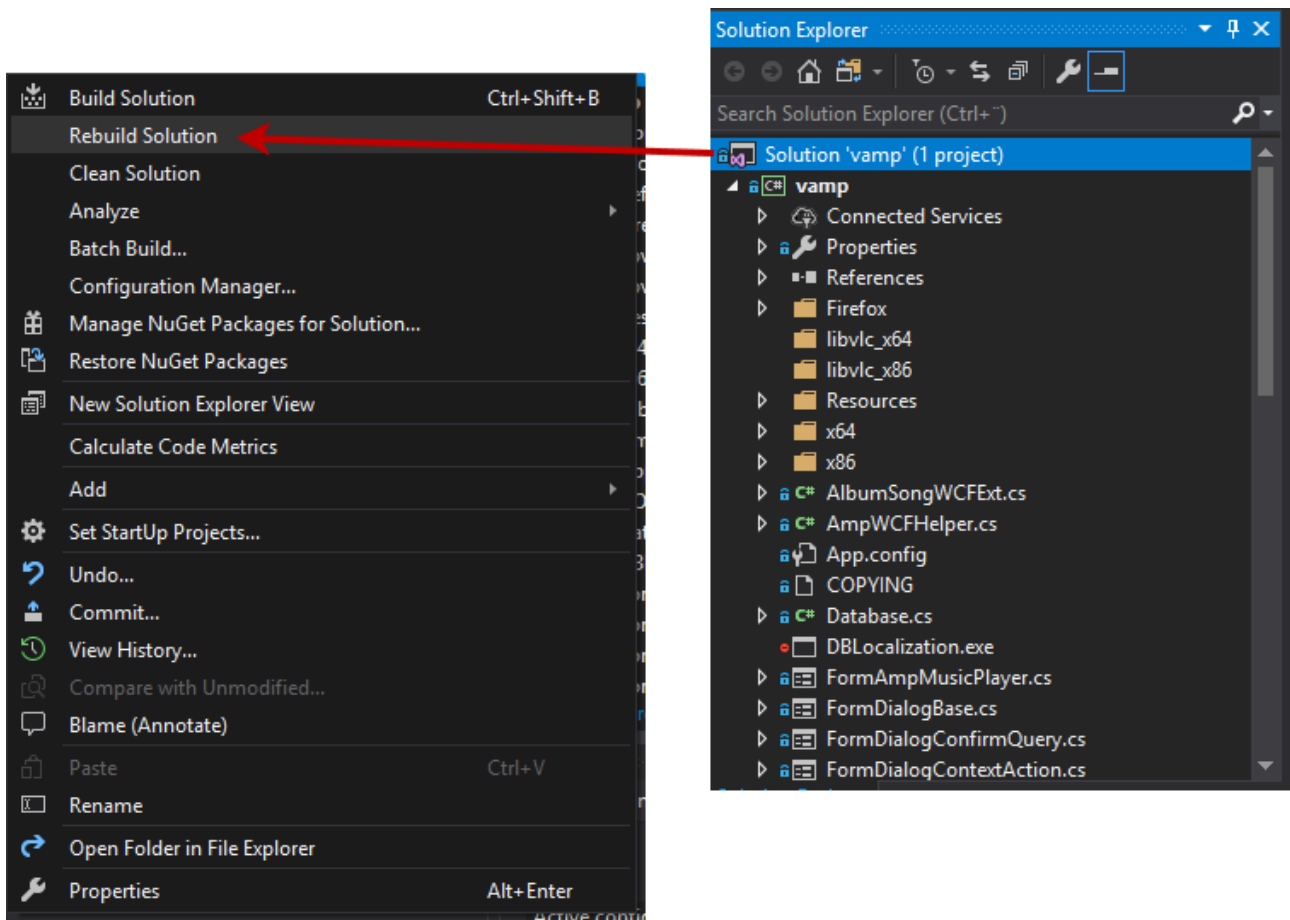 Build Solution Ctrl+Shift+B
Rebuild Solution
Clean Solution
Analyze
Batch Build...
Configuration Manager...
Manage NuGet Packages for Solution...
Restore NuGet Packages
New Solution Explorer View
Calculate Code Metrics
Add
Set StartUp Projects...
Undo...
Commit...
View History...
Compare with Unmodified...
Blame (Annotate)
Paste Ctrl+V
Rename
Open Folder in File Explorer
Properties Alt+Enter
Solution Explorer
Search Solution Explorer (Ctrl+¨)
Solution 'vamp' (1 project)
C# vamp
Connected Services
Properties
References
Firefox
libvlc_x64
libvlc_x86
Resources
x64
x86
C# AlbumSongWCFExt.cs
C# AmpWCFHelper.cs
App.config
COPYING
C# Database.cs
DBLocalization.exe
FormAmpMusicPlayer.cs
FormDialogBase.cs
FormDialogConfirmQuery.cs
FormDialogContextAction.cs